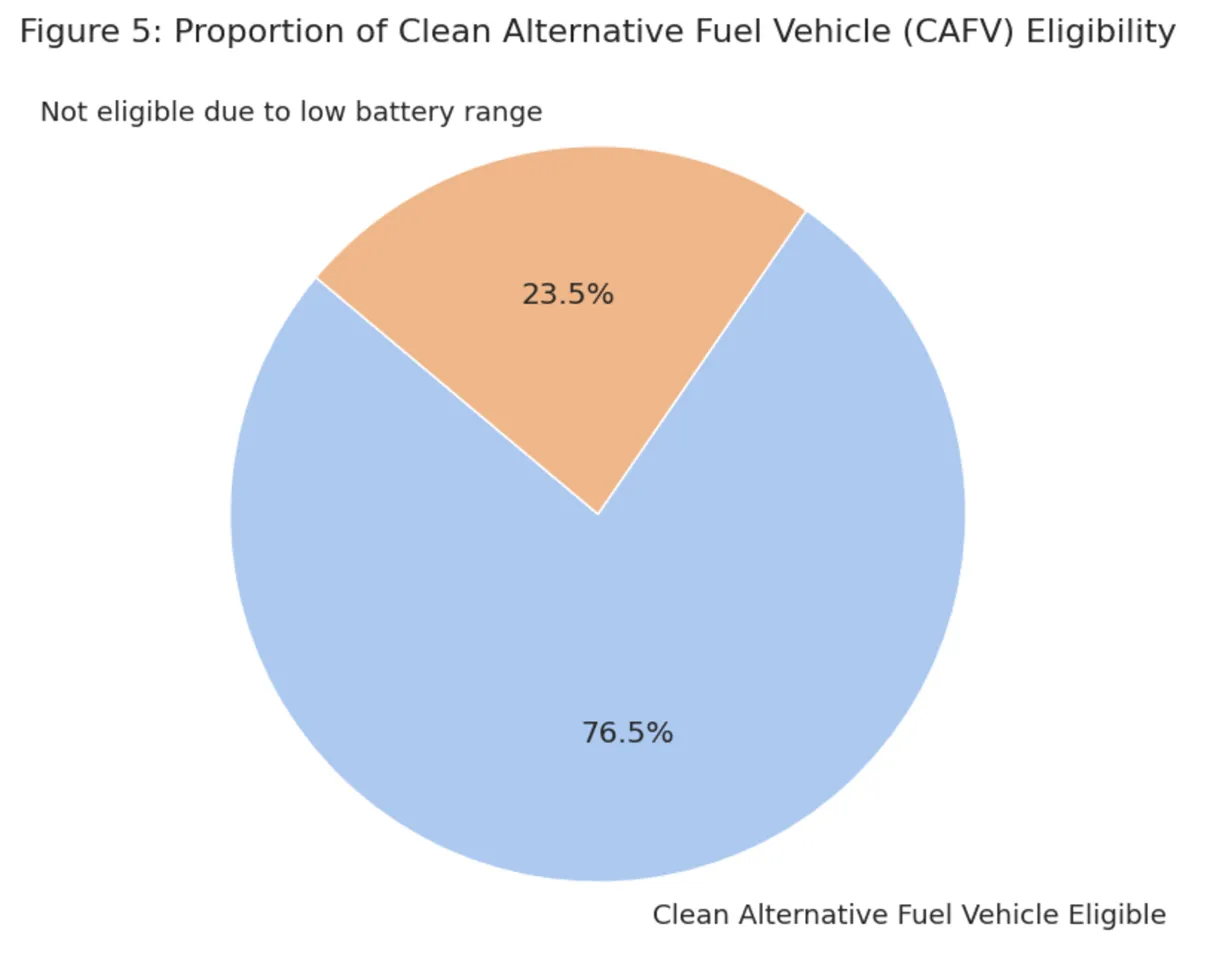 Figure 5: Proportion of Clean Alternative Fuel Vehicle (CAFV) Eligibility
Not eligible due to low battery range
23.5%
76.5%
Clean Alternative Fuel Vehicle Eligible